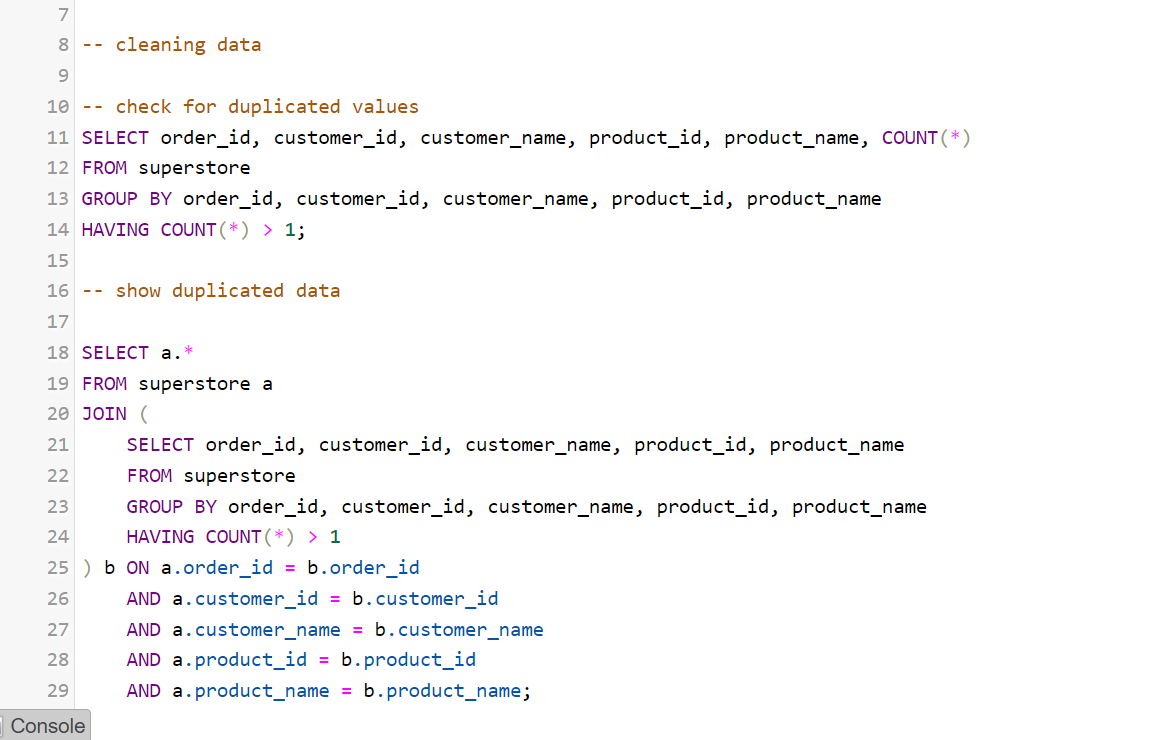 7
8 -- cleaning data
9
10 -- check for duplicated values
11 SELECT order_id, customer_id, customer_name, product_id, product_name, COUNT(*)
12 FROM superstore
13 GROUP BY order_id, customer_id, customer_name, product_id, product_name
14 HAVING COUNT(*) > 1;
15
16 -- show duplicated data
17
18 SELECT a.*
19 FROM superstore a
20 JOIN (
21     SELECT order_id, customer_id, customer_name, product_id, product_name
22     FROM superstore
23     GROUP BY order_id, customer_id, customer_name, product_id, product_name
24     HAVING COUNT(*) > 1
25 ) b ON a.order_id = b.order_id
26     AND a.customer_id = b.customer_id
27     AND a.customer_name = b.customer_name
28     AND a.product_id = b.product_id
29     AND a.product_name = b.product_name;
Console